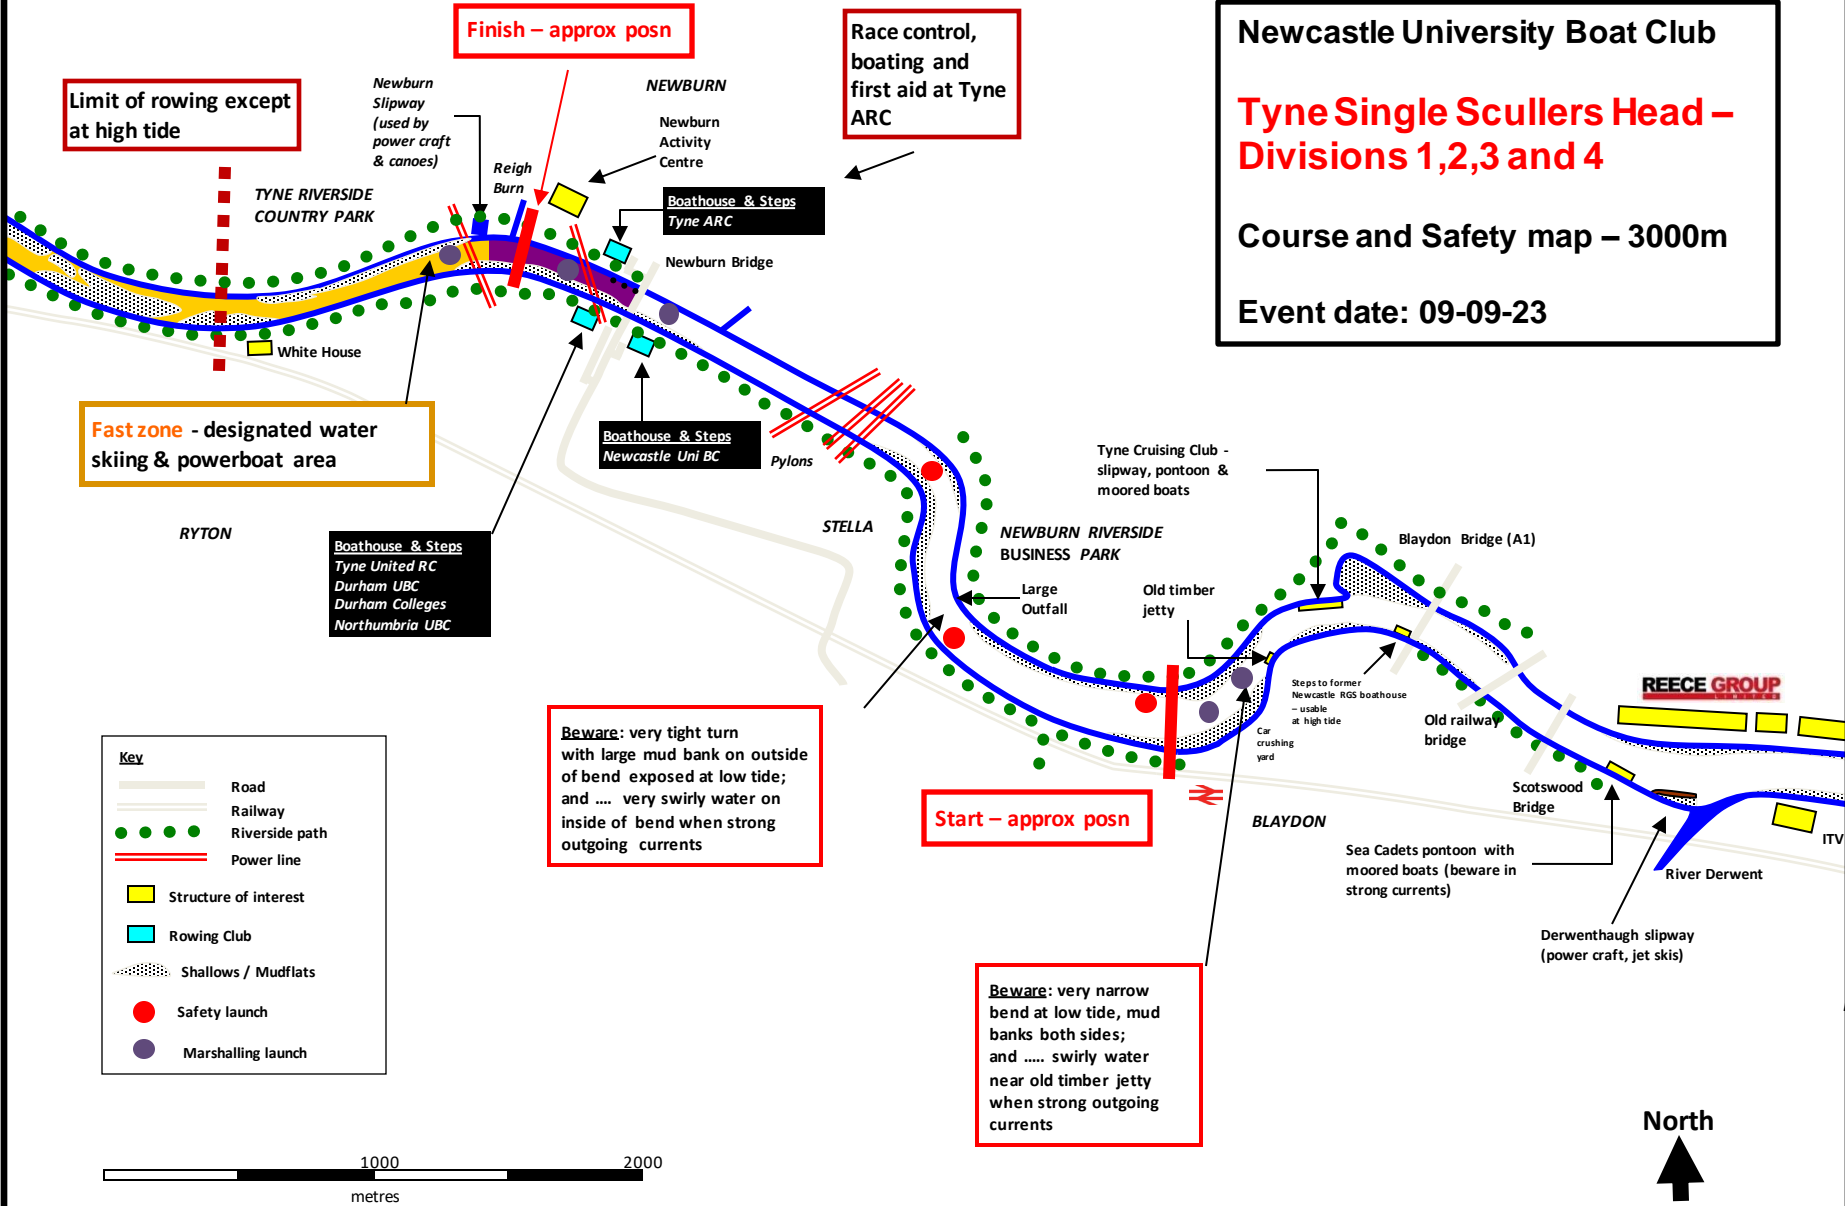 Finish – approx posn
Race control,
boating and
first aid at Tyne
ARC
Newcastle University Boat Club
Tyne Single Scullers Head –
Divisions 1,2,3 and 4
Course and Safety map – 3000m
Event date: 09-09-23
Limit of rowing except
at high tide
Newburn
Slipway
(used by
power craft
& canoes)
NEWBURN
Newburn
Activity
Centre
Reigh
Burn
TYNE RIVERSIDE
COUNTRY PARK
Boathouse & Steps
Tyne ARC
Newburn Bridge
White House
Fast zone - designated water
skiing & powerboat area
Boathouse & Steps
Newcastle Uni BC
Pylons
RYTON
Boathouse & Steps
Tyne United RC
Durham UBC
Durham Colleges
Northumbria UBC
STELLA
NEWBURN RIVERSIDE
BUSINESS PARK
Large
Outfall
Tyne Cruising Club -
slipway, pontoon &
moored boats
Old timber
jetty
Blaydon Bridge (A1)
Steps to former
Newcastle RGS boathouse
– usable
at high tide
Car
crushing
yard
Old railway
bridge
REECE GROUP
LIMITED
Scotswood
Bridge
ITV
River Derwent
Sea Cadets pontoon with
moored boats (beware in
strong currents)
Derwenthaugh slipway
(power craft, jet skis)
BLAYDON
Start – approx posn
Beware: very tight turn
with large mud bank on outside
of bend exposed at low tide;
and .... very swirly water on
inside of bend when strong
outgoing currents
Beware: very narrow
bend at low tide, mud
banks both sides;
and ..... swirly water
near old timber jetty
when strong outgoing
currents
Key
Road
Railway
Riverside path
Power line
Structure of interest
Rowing Club
Shallows / Mudflats
Safety launch
Marshalling launch
1000
2000
metres
North